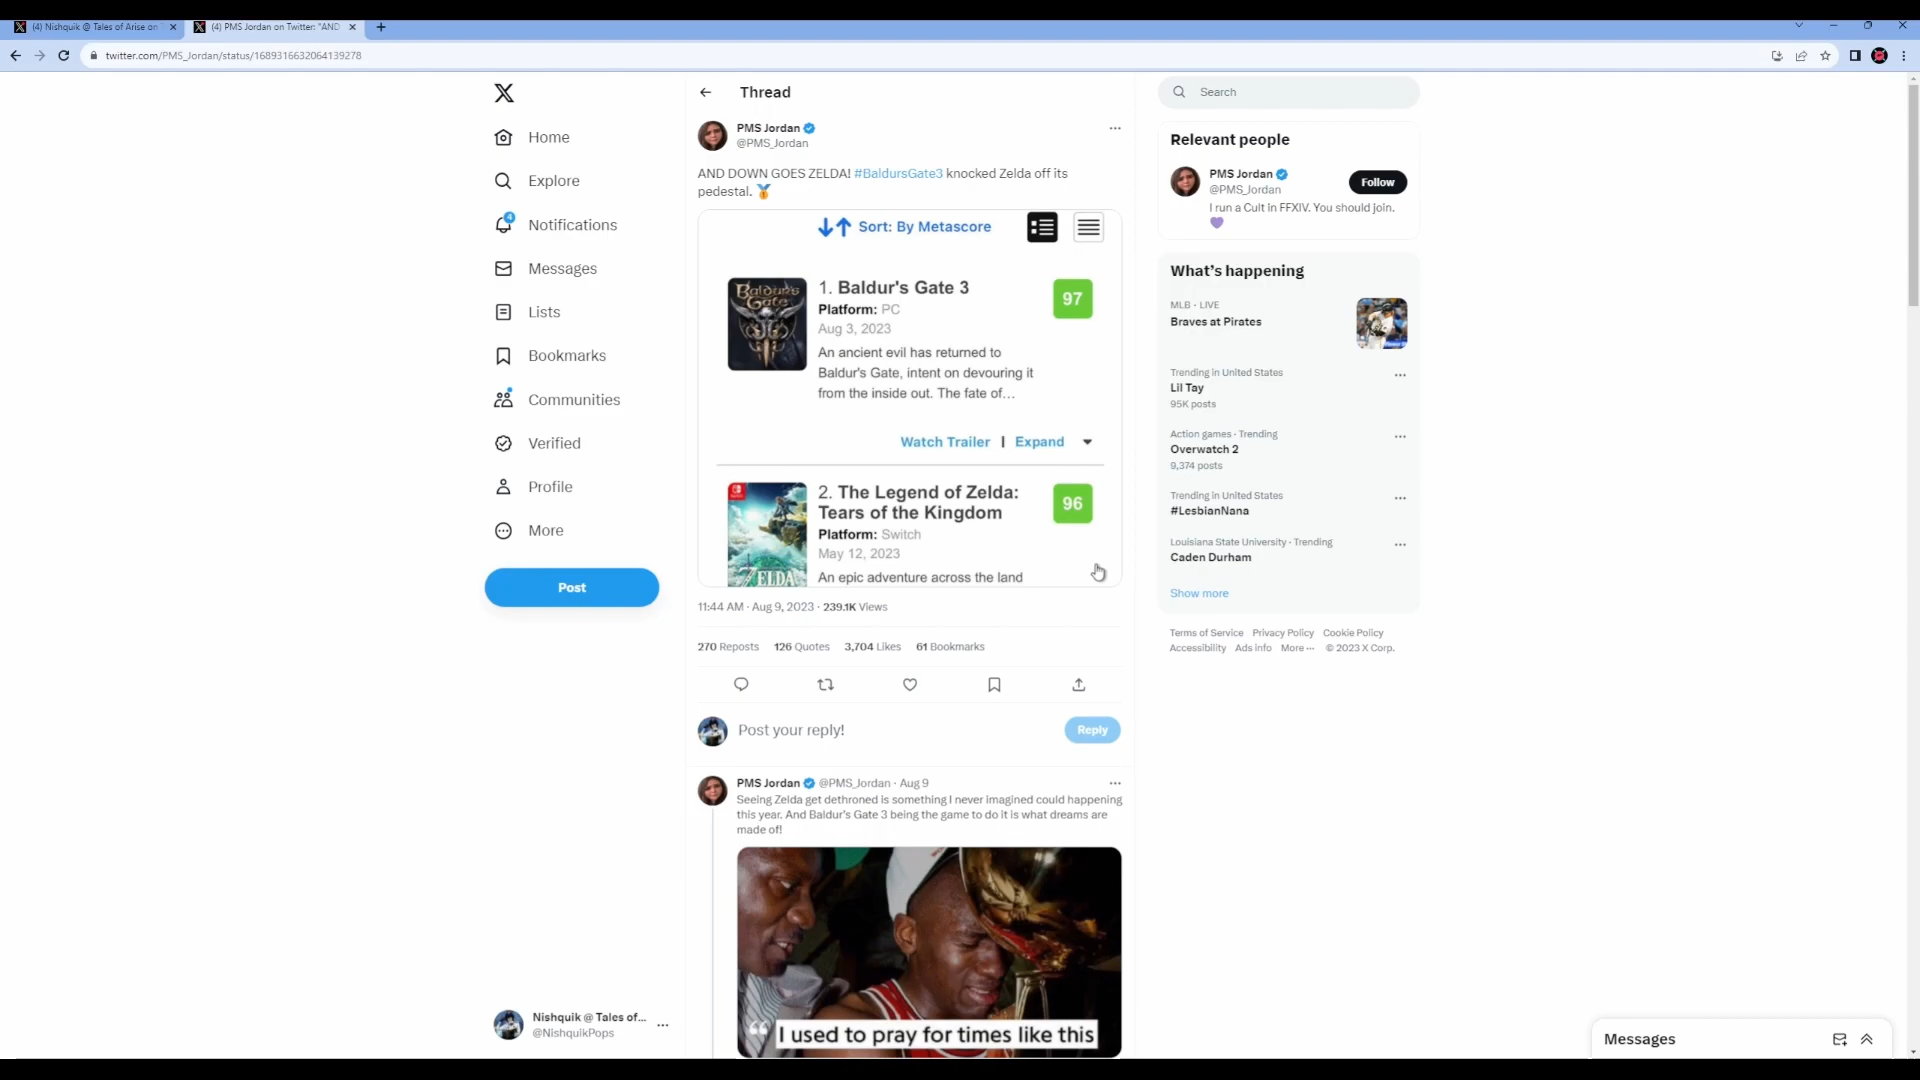 (4) Nishquik @ Tales of Arise on
(4) PMS Jordan on Twitter: "AND
twitter.com/PMS_Jordan/status/1689316632064139278
Home
Explore
4
Notifications
Messages
Lists
Bookmarks
Communities
Verified
Profile
More
Post
Nishquik @ Tales of...
@NishquikPops
Thread
PMS Jordan
@PMS_Jordan
AND DOWN GOES ZELDA! #BaldursGate3 knocked Zelda off its
pedestal.
Sort: By Metascore
Baldur's
Gate
1. Baldur's Gate 3
97
Platform: PC
Aug 3, 2023
An ancient evil has returned to
Baldur's Gate, intent on devouring it
from the inside out. The fate of...
Watch Trailer | Expand
2. The Legend of Zelda:
Tears of the Kingdom
96
Platform: Switch
May 12, 2023
An epic adventure across the land
ZELDA
11:44 AM · Aug 9, 2023 · 239.1K Views
270 Reposts 126 Quotes 3,704 Likes 61 Bookmarks
Post your reply!
Reply
PMS Jordan @PMS_Jordan · Aug 9
Seeing Zelda get dethroned is something I never imagined could happening
this year. And Baldur's Gate 3 being the game to do it is what dreams are
made of!
“ I used to pray for times like this
Search
Relevant people
PMS Jordan
@PMS_Jordan
Follow
I run a Cult in FFXIV. You should join.
What's happening
MLB · LIVE
Braves at Pirates
Trending in United States
Lil Tay
95K posts
Action games · Trending
Overwatch 2
9,374 posts
Trending in United States
#LesbianNana
Louisiana State University · Trending
Caden Durham
Show more
Terms of Service Privacy Policy Cookie Policy
Accessibility Ads info More ··· © 2023 X Corp.
Messages